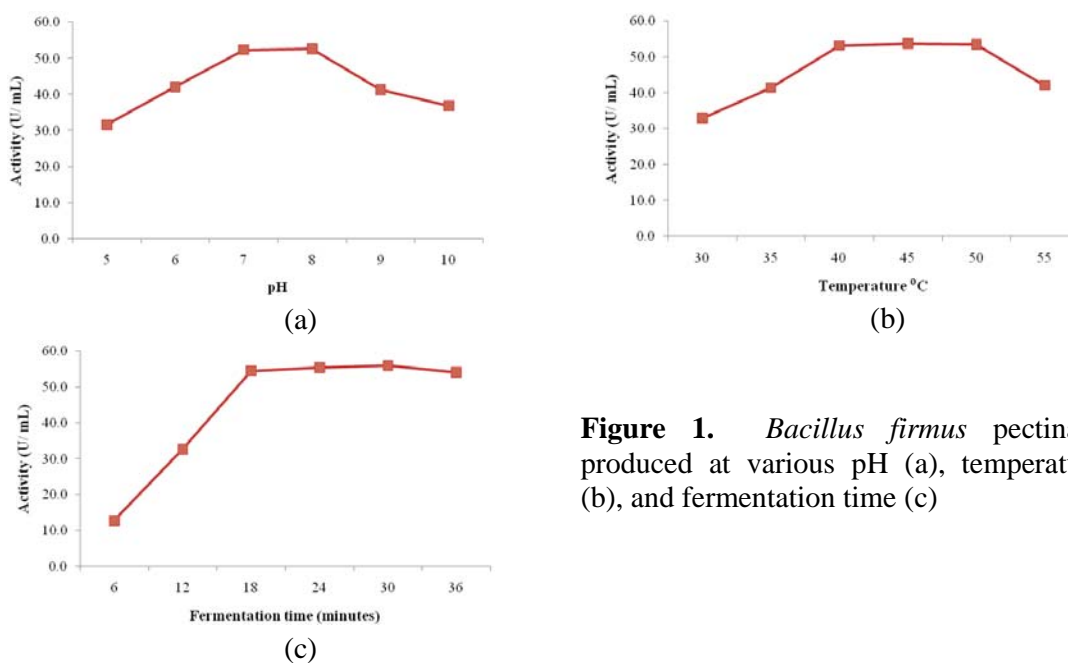 60.0
50.0
40.0
30.0
20.0
10.0
0.0
Activity (U/ mL)
5 6 7 8 9 10
pH
(a)
60.0
50.0
40.0
30.0
20.0
10.0
0.0
Activity (U/ mL)
30 35 40 45 50 55
Temperature ⁰C
(b)
60.0
50.0
40.0
30.0
20.0
10.0
0.0
Activity (U/ mL)
6 12 18 24 30 36
Fermentation time (minutes)
(c)
Figure 1. Bacillus firmus pectina
produced at various pH (a), temperat
(b), and fermentation time (c)